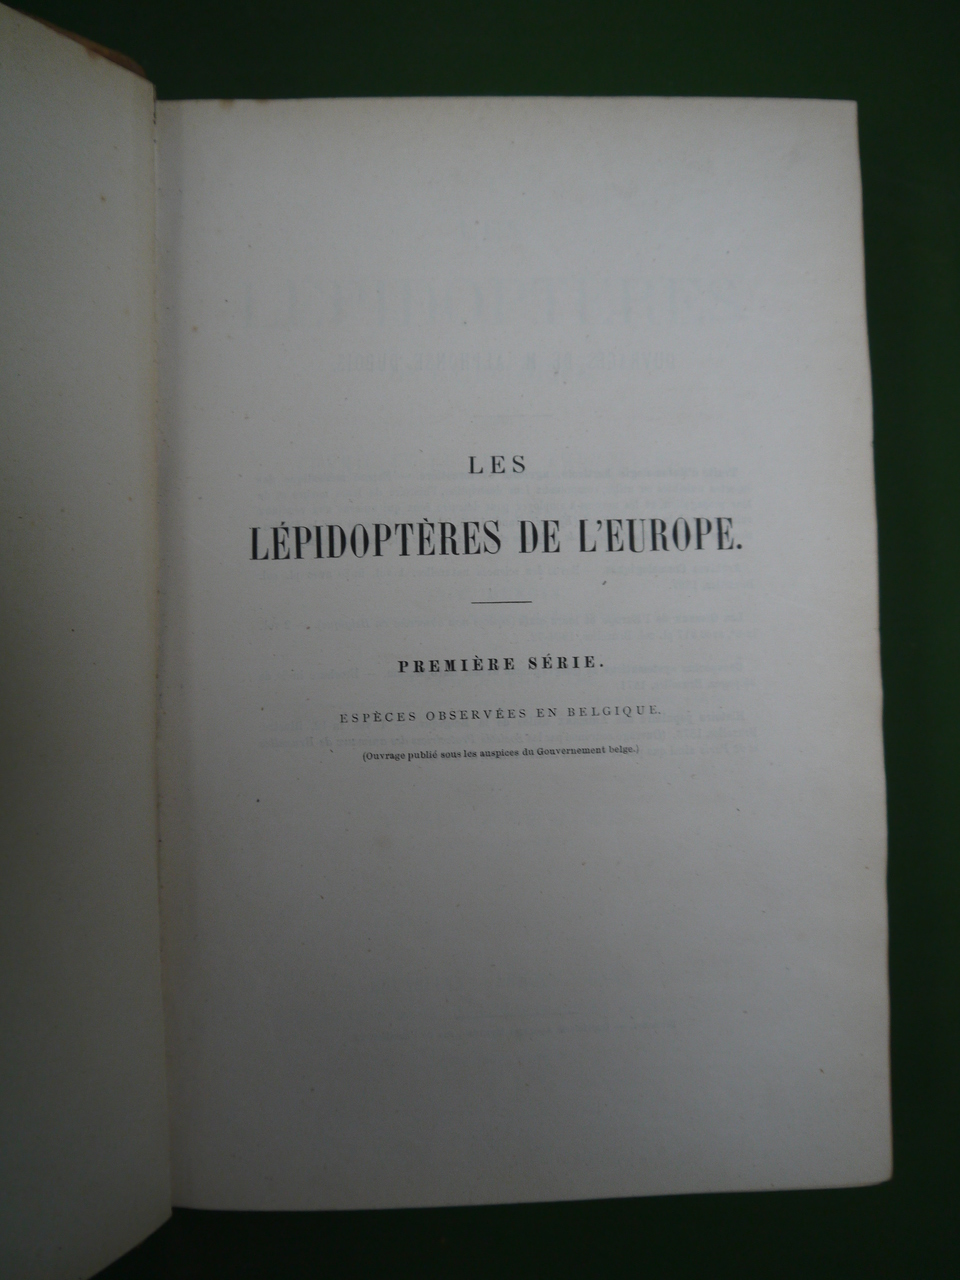 LES
LÉPIDOPTÈRES DE L'EUROPE.
PREMIÈRE SÉRIE.
ESPÈCES OBSERVÉES EN BELGIQUE.
(Ouvrage publié sous les auspices du Gouvernement belge.)